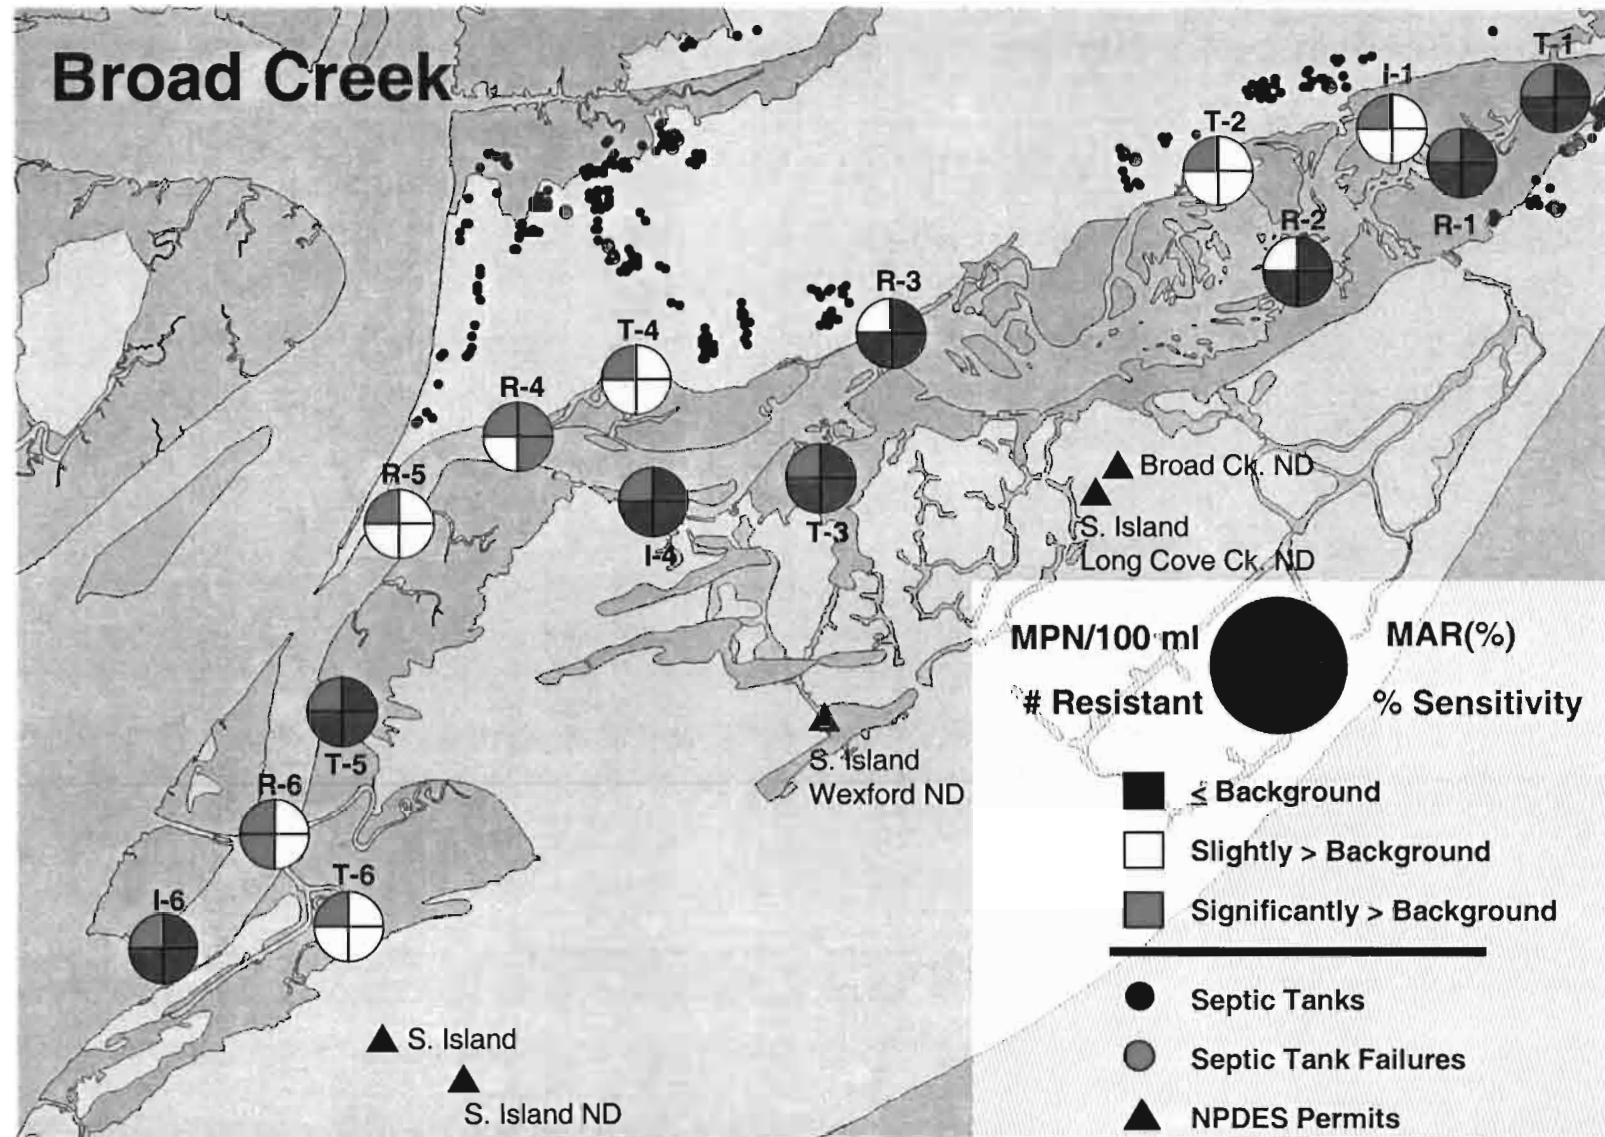 Broad Creek
T-1
I-1
T-2
R-1
R-2
R-3
T-4
R-4
R-5
I-4
T-3
Broad Ck. ND
S. Island
Long Cove Ck. ND
MPN/100 ml
MAR(%)
# Resistant
% Sensitivity
S. Island
Wexford ND
T-5
R-6
T-6
I-6
≤ Background
Slightly > Background
Significantly > Background
Septic Tanks
Septic Tank Failures
NPDES Permits
S. Island
S. Island ND